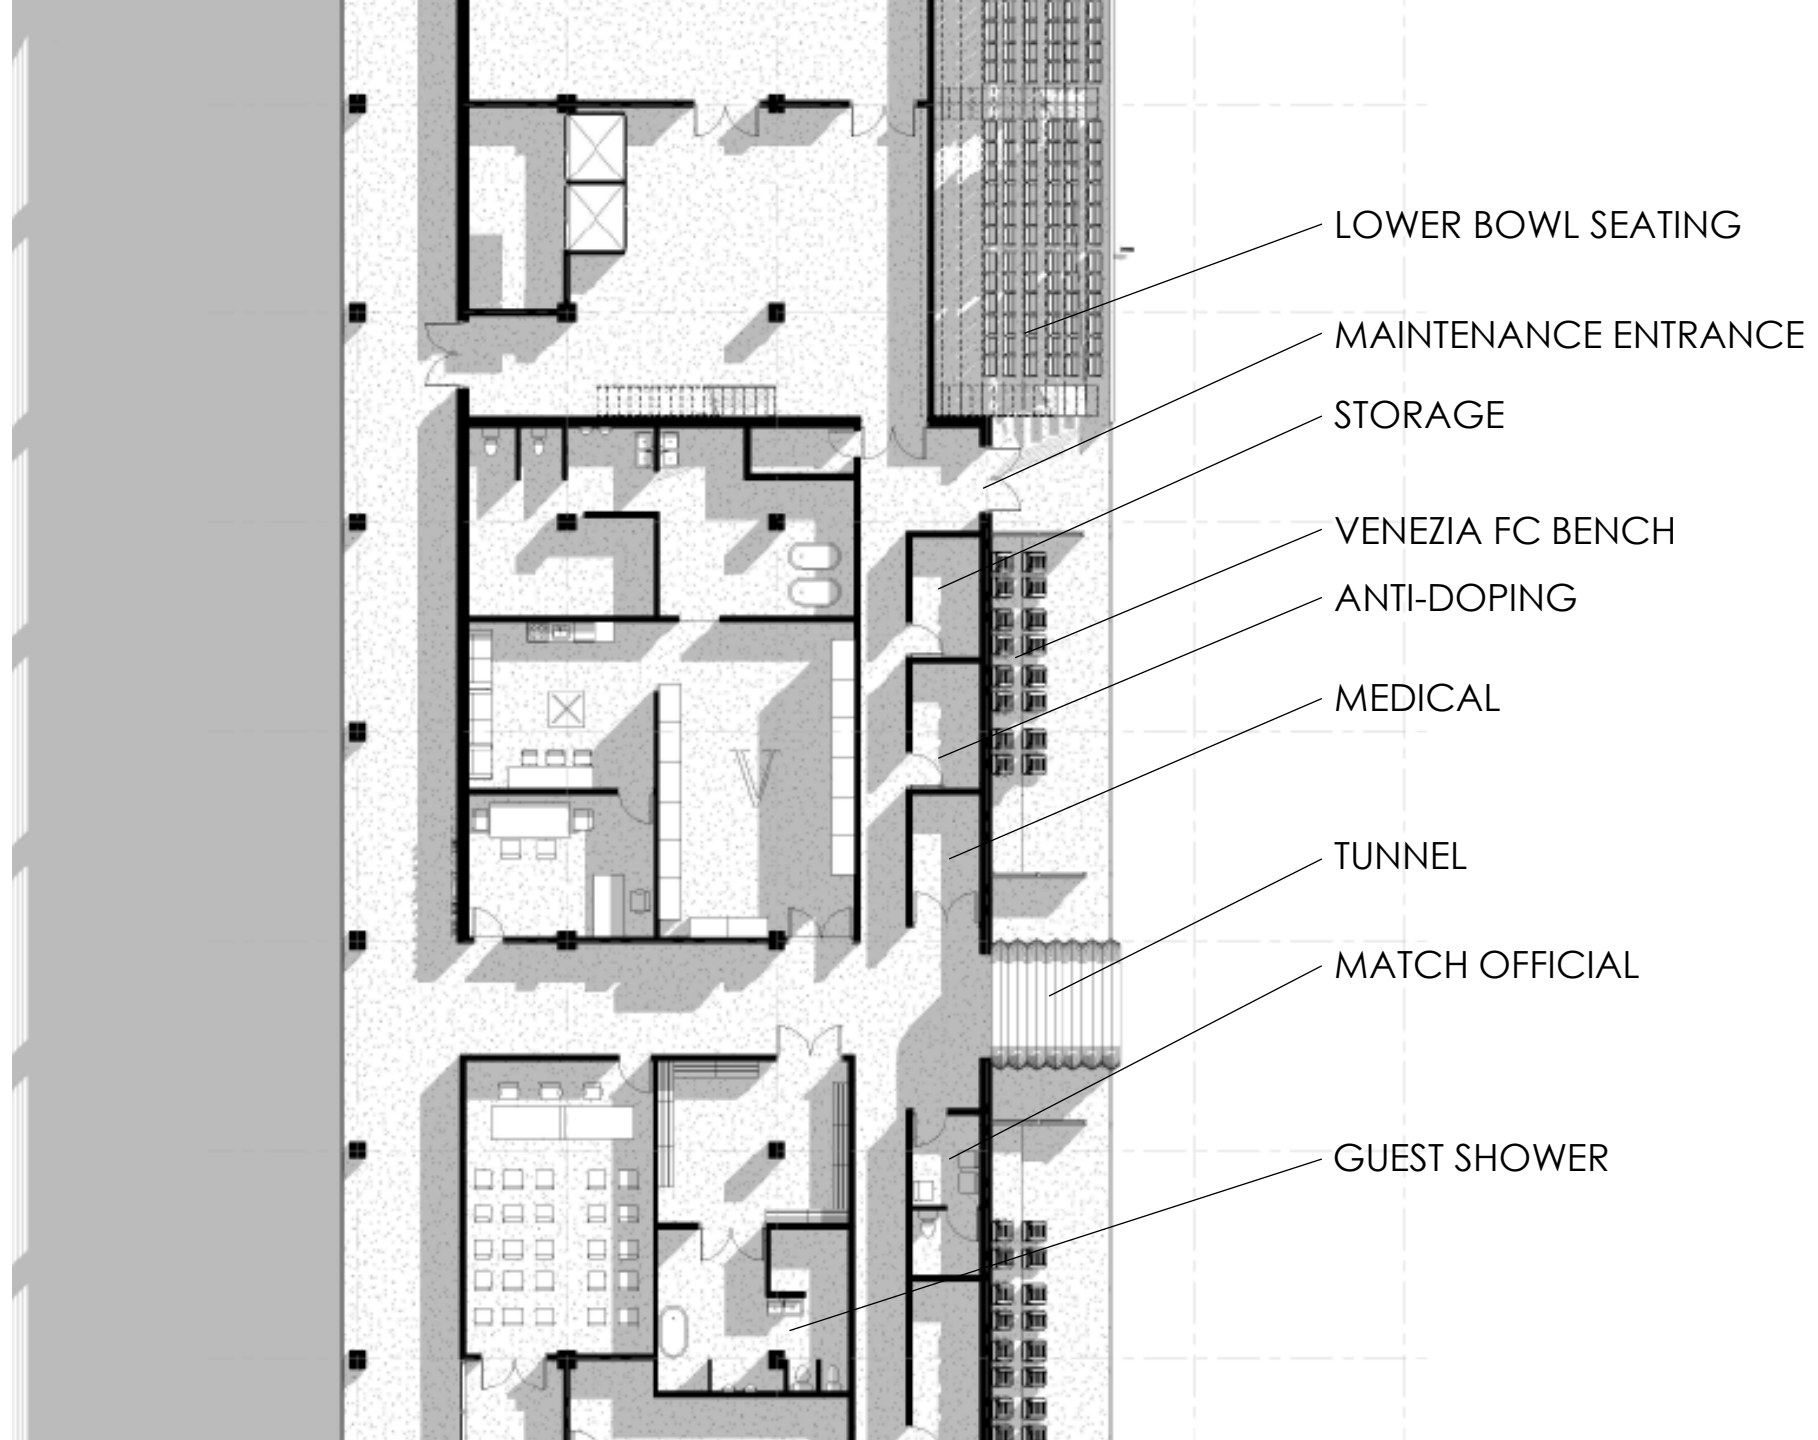 LOWER BOWL SEATING
MAINTENANCE ENTRANCE
STORAGE
VENEZIA FC BENCH
ANTI-DOPING
MEDICAL
V
TUNNEL
MATCH OFFICIAL
GUEST SHOWER